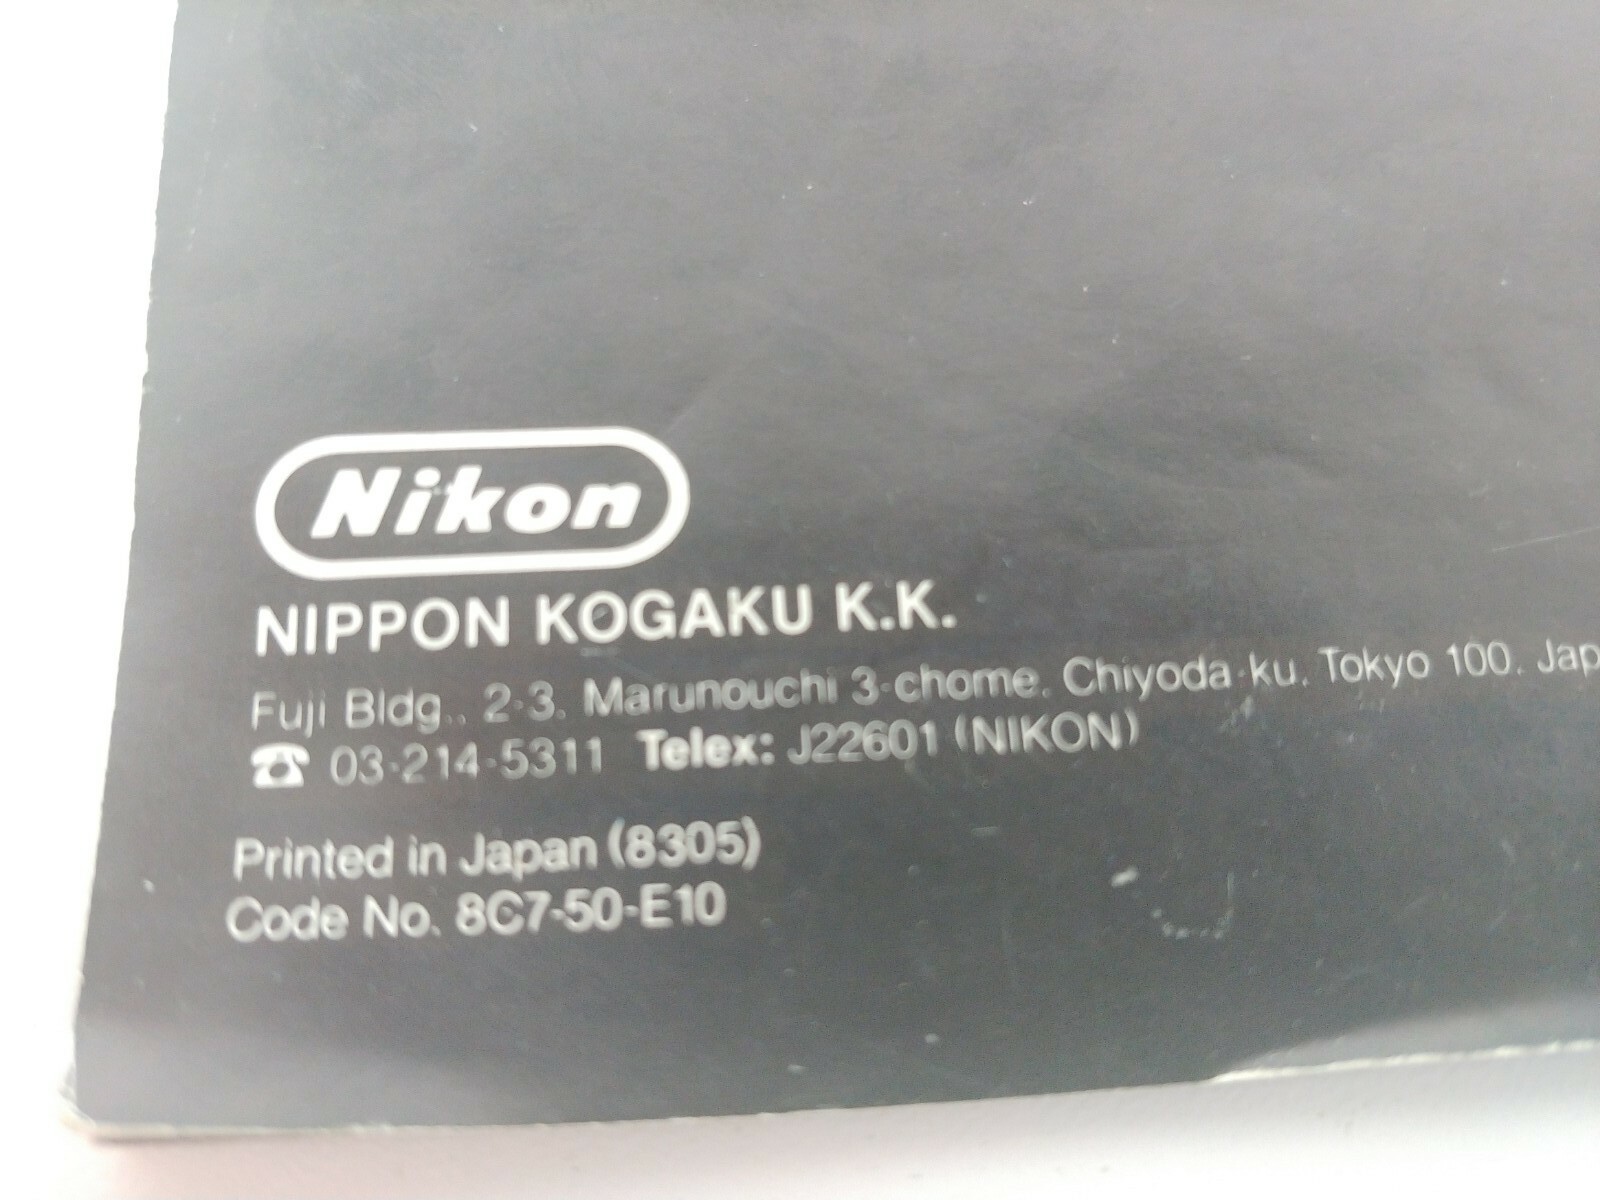 Nikon
NIPPON KOGAKU K.K.
Fuji Bldg., 2-3, Marunouchi 3-chome, Chiyoda-ku, Tokyo 100, Jap
☎ 03-214-5311 Telex: J22601 (NIKON)
Printed in Japan (8305)
Code No. 8C7-50-E10